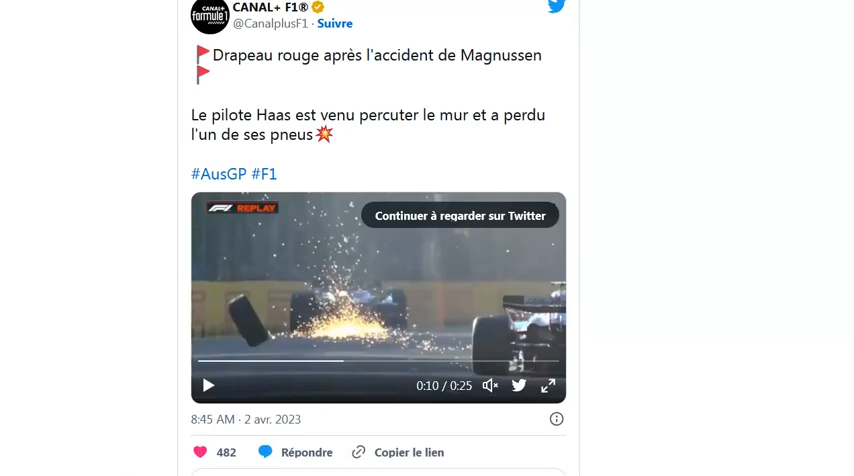 CANAL+ F1®
CANAL+
formule1
@CanalplusF1 · Suivre
🚩Drapeau rouge après l'accident de Magnussen
🚩
Le pilote Haas est venu percuter le mur et a perdu
l'un de ses pneus💥
#AusGP #F1
F1 REPLAY
Continuer à regarder sur Twitter
0:10 / 0:25
8:45 AM · 2 avr. 2023
482 Répondre Copier le lien